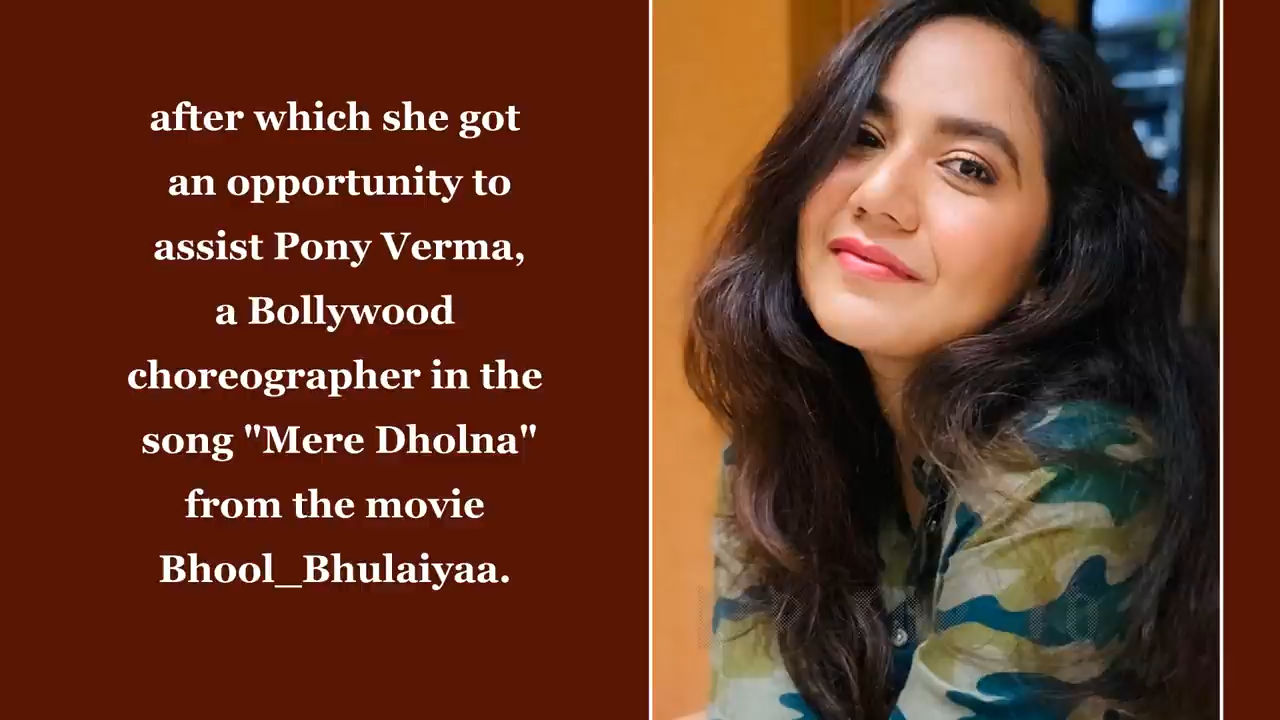 after which she got
an opportunity to
assist Pony Verma,
a Bollywood
choreographer in the
song "Mere Dholna"
from the movie
Bhool_Bhulaiyaa.